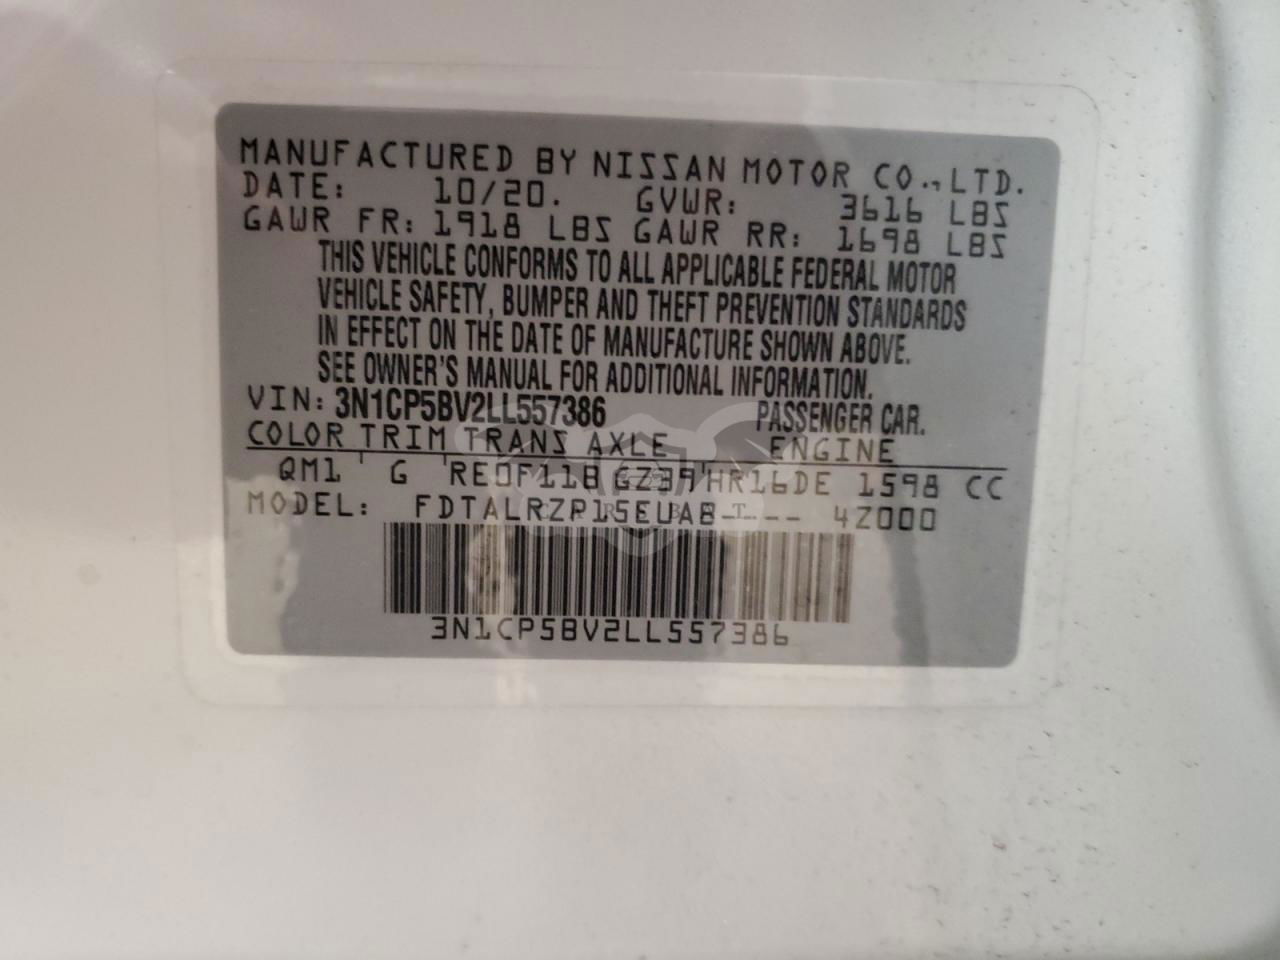 MANUFACTURED BY NISSAN MOTOR CO.,LTD.
DATE: 10/20. GVWR: 3616 LBS
GAWR FR: 1918 LBS GAWR RR: 1698 LBS
THIS VEHICLE CONFORMS TO ALL APPLICABLE FEDERAL MOTOR
VEHICLE SAFETY, BUMPER AND THEFT PREVENTION STANDARDS
IN EFFECT ON THE DATE OF MANUFACTURE SHOWN ABOVE.
SEE OWNER'S MANUAL FOR ADDITIONAL INFORMATION.
VIN: 3N1CP5BV2LL557386 PASSENGER CAR.
COLOR TRIM TRANS AXLE ENGINE
QM1 G RE0F11B GZ39 HR16DE 1598 CC
MODEL: FDTALRZP15EUAB----- 4Z000
3N1CP5BV2LL557386